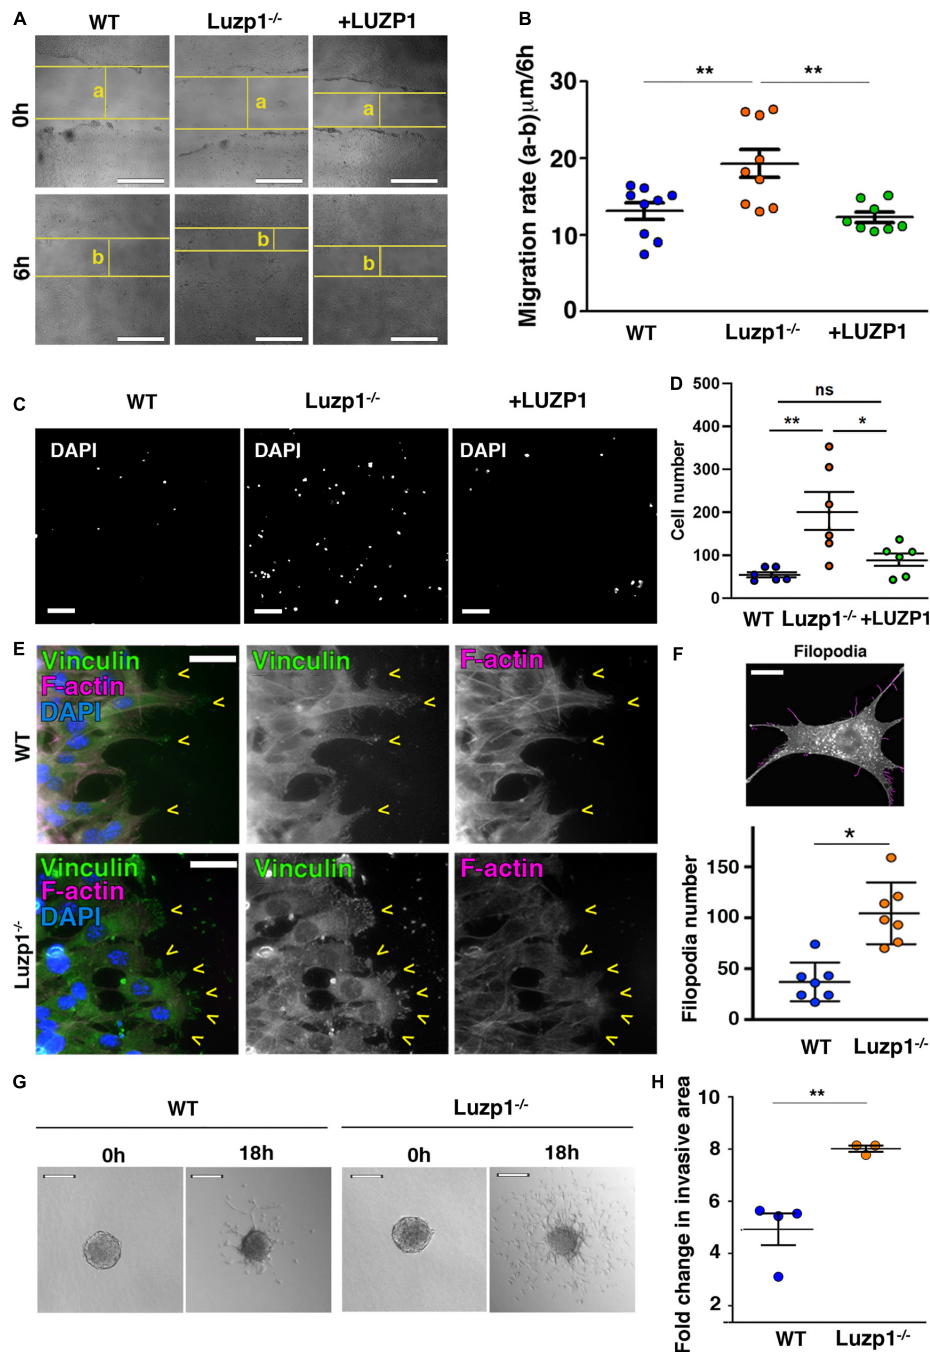 A
WT Luzp1-/- +LUZP1
0h
a a a
6h
b b b
B
Migration rate (a-b)μm/6h
30
20
10
0
** **
WT Luzp1-/- +LUZP1
C
WT Luzp1-/- +LUZP1
DAPI DAPI DAPI
D
Cell number
500
400
300
200
100
0
ns
** *
WT Luzp1-/- +LUZP1
E
WT
Vinculin Vinculin F-actin
F-actin
DAPI
Luzp1-/-
Vinculin Vinculin F-actin
F-actin
DAPI
F
Filopodia
Filopodia number
150
100
50
0
*
WT Luzp1-/-
G
WT Luzp1-/-
0h 18h 0h 18h
H
Fold change in invasive area
10
8
6
4
2
**
WT Luzp1-/-